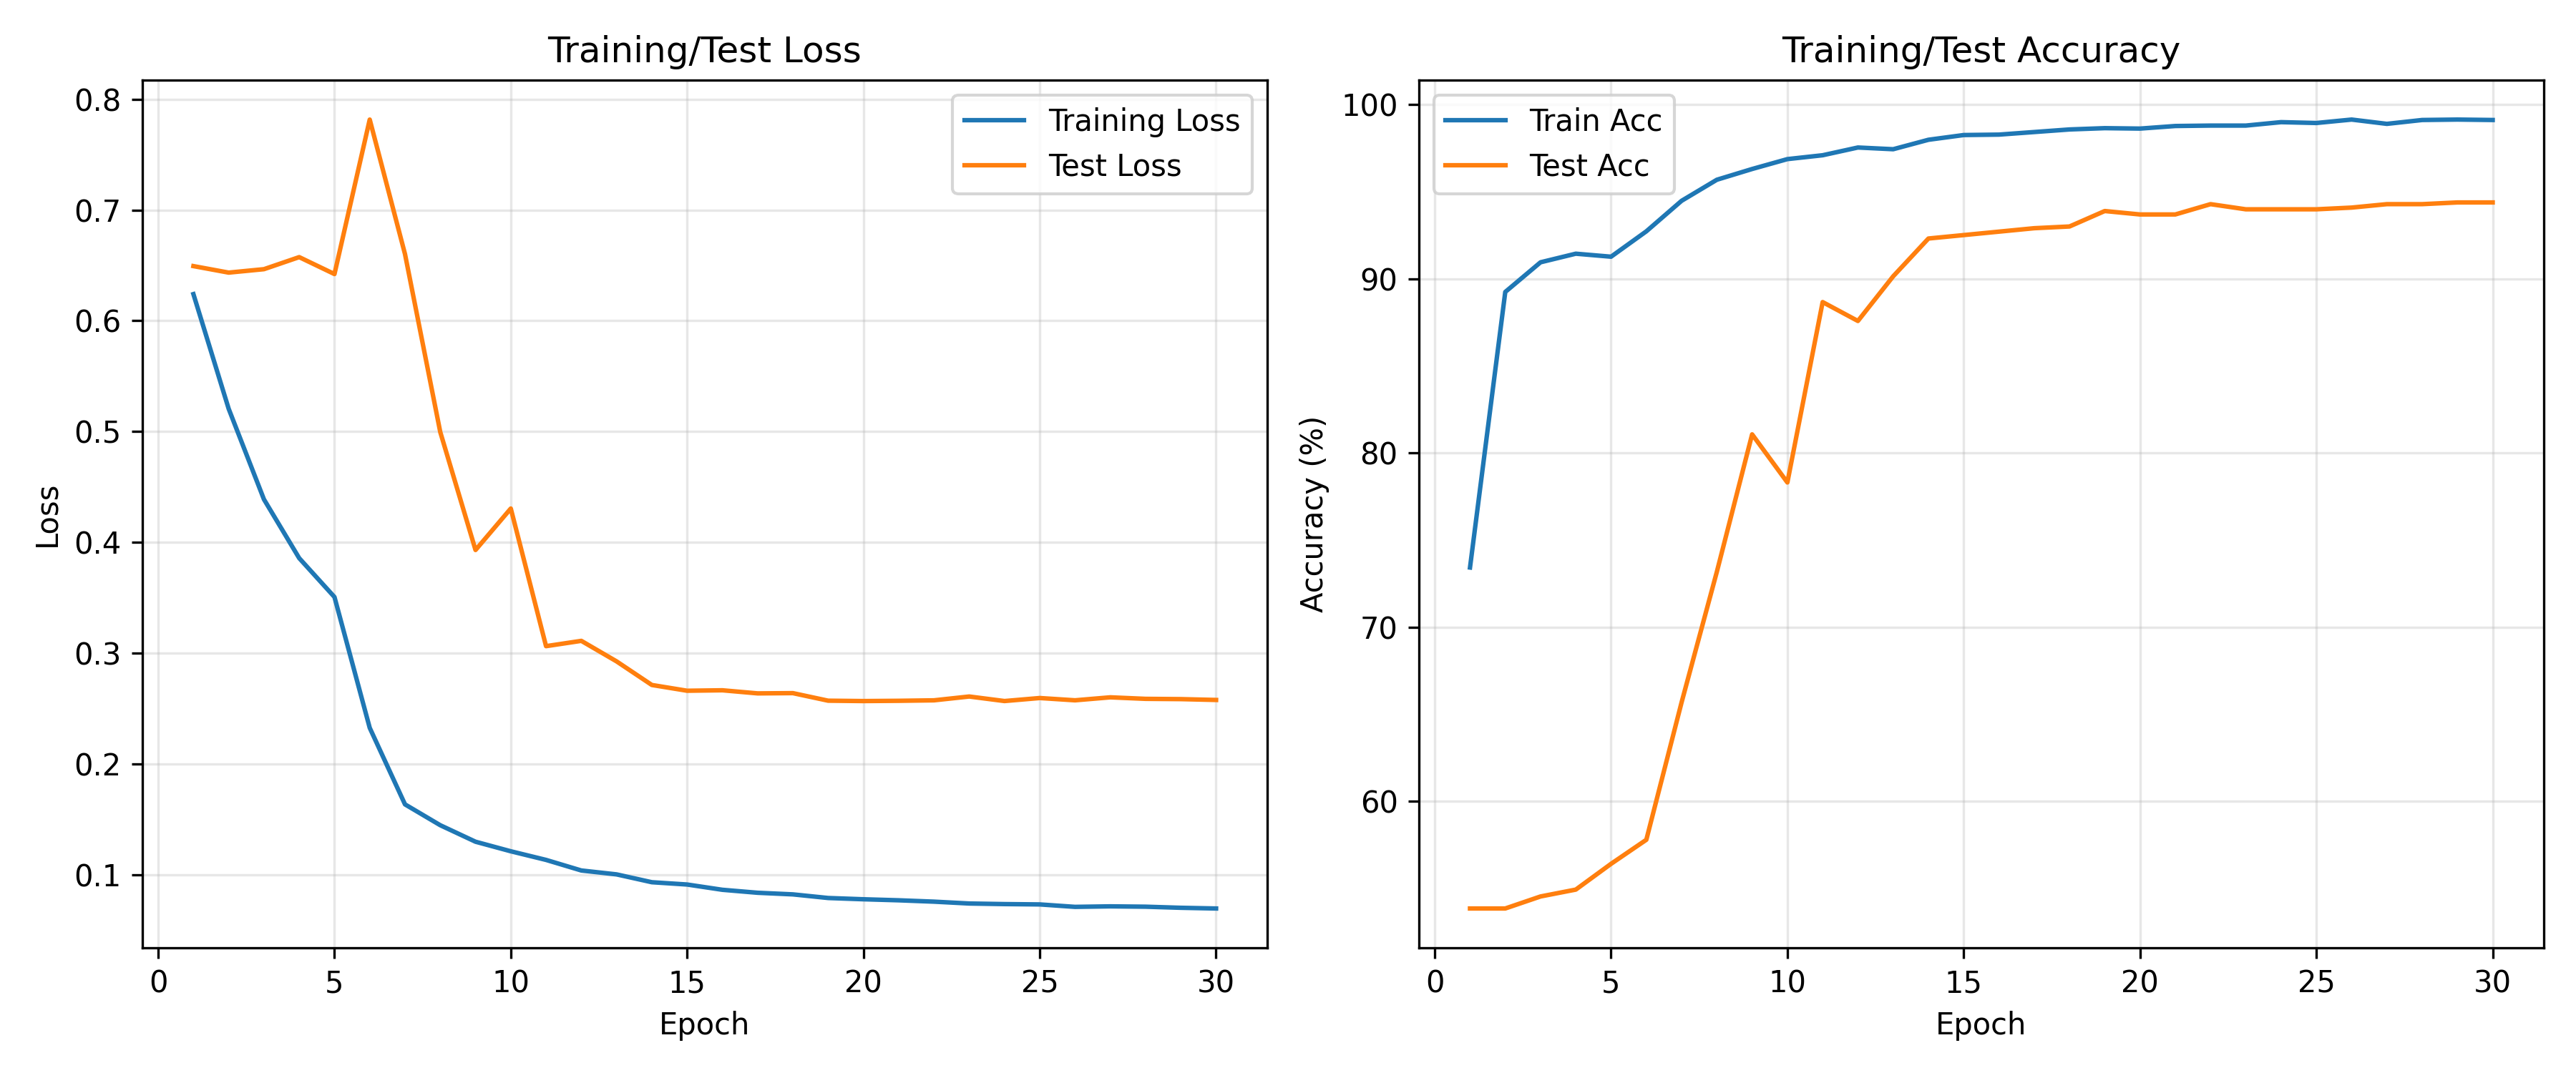 Training/Test Loss
Loss
0.8
0.7
0.6
0.5
0.4
0.3
0.2
0.1
Training Loss
Test Loss
0 5 10 15 20 25 30
Epoch
Training/Test Accuracy
Accuracy (%)
100
90
80
70
60
Train Acc
Test Acc
0 5 10 15 20 25 30
Epoch